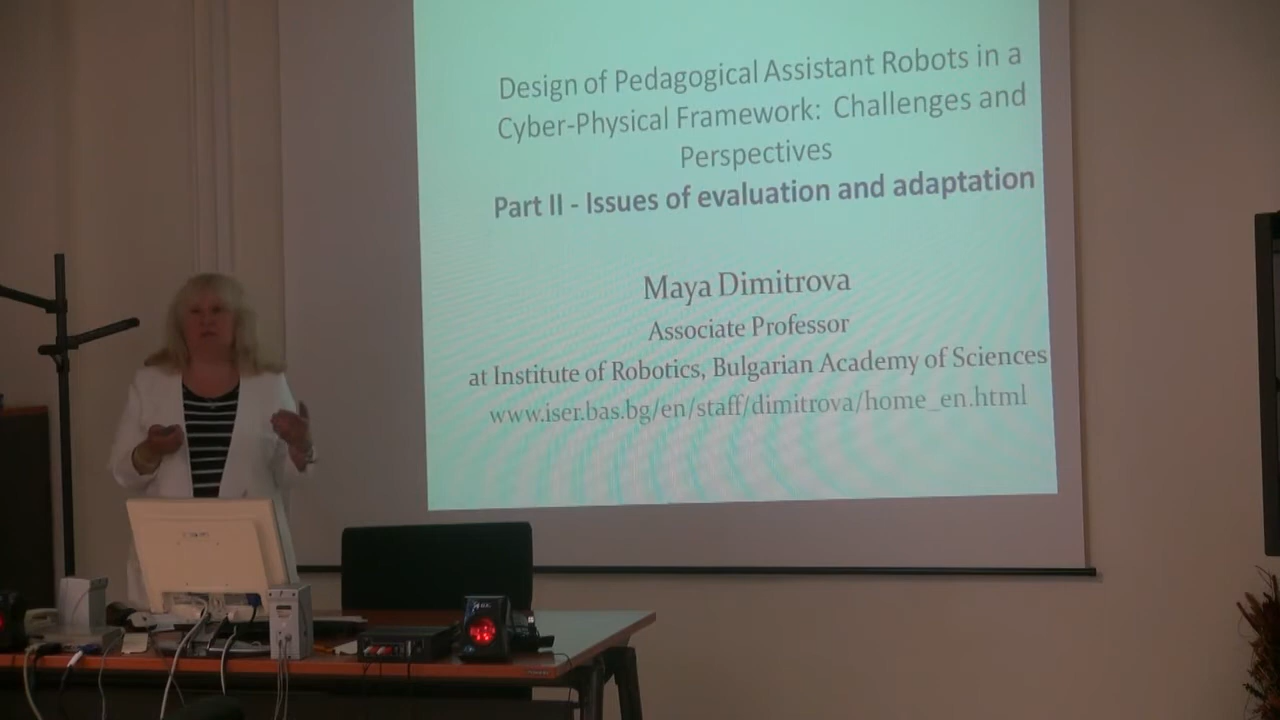 Design of Pedagogical Assistant Robots in a
Cyber-Physical Framework: Challenges and
Perspectives
Part II - Issues of evaluation and adaptation
Maya Dimitrova
Associate Professor
at Institute of Robotics, Bulgarian Academy of Sciences
www.iser.bas.bg/en/staff/dimitrova/home_en.html